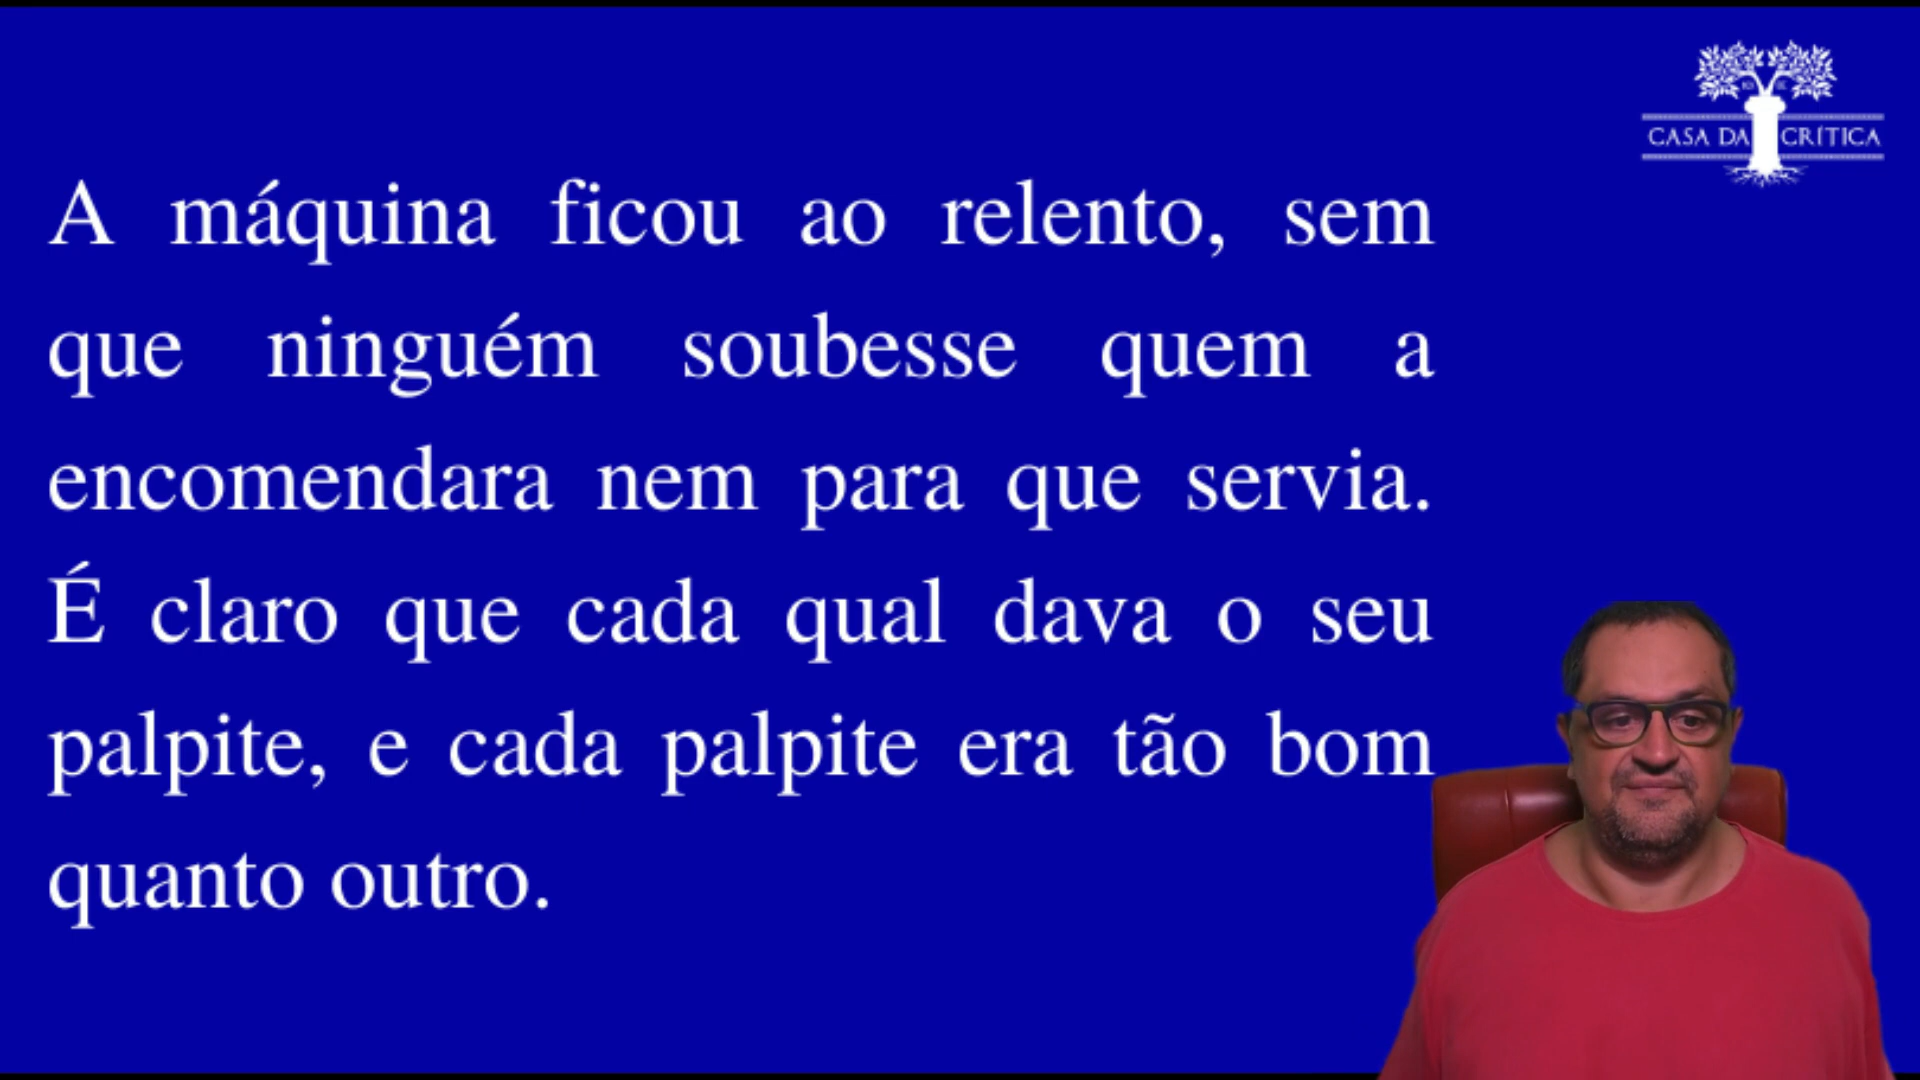 CASA DA CRÍTICA
A máquina ficou ao relento, sem
que ninguém soubesse quem a
encomendara nem para que servia.
É claro que cada qual dava o seu
palpite, e cada palpite era tão bom
quanto outro.